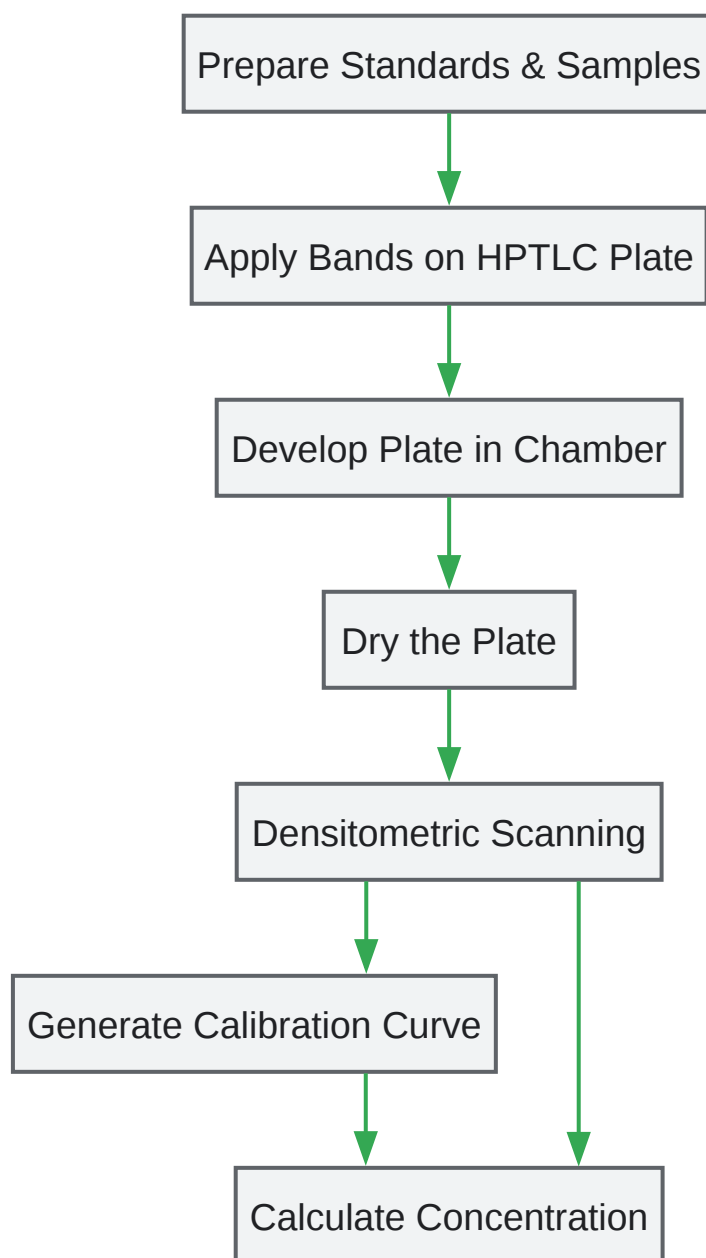 Prepare Standards & Samples
Apply Bands on HPTLC Plate
Develop Plate in Chamber
Dry the Plate
Densitometric Scanning
Generate Calibration Curve
Calculate Concentration